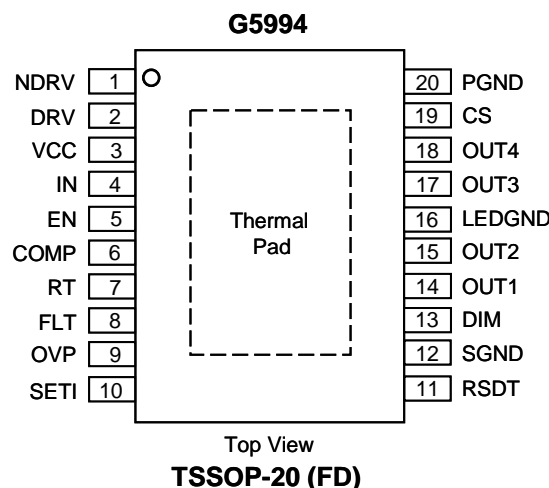 G5994
NDRV 1
DRV 2
VCC 3
IN 4
EN 5
COMP 6
RT 7
FLT 8
OVP 9
SETI 10
Thermal
Pad
20 PGND
19 CS
18 OUT4
17 OUT3
16 LEDGND
15 OUT2
14 OUT1
13 DIM
12 SGND
11 RSDT
Top View
TSSOP-20 (FD)